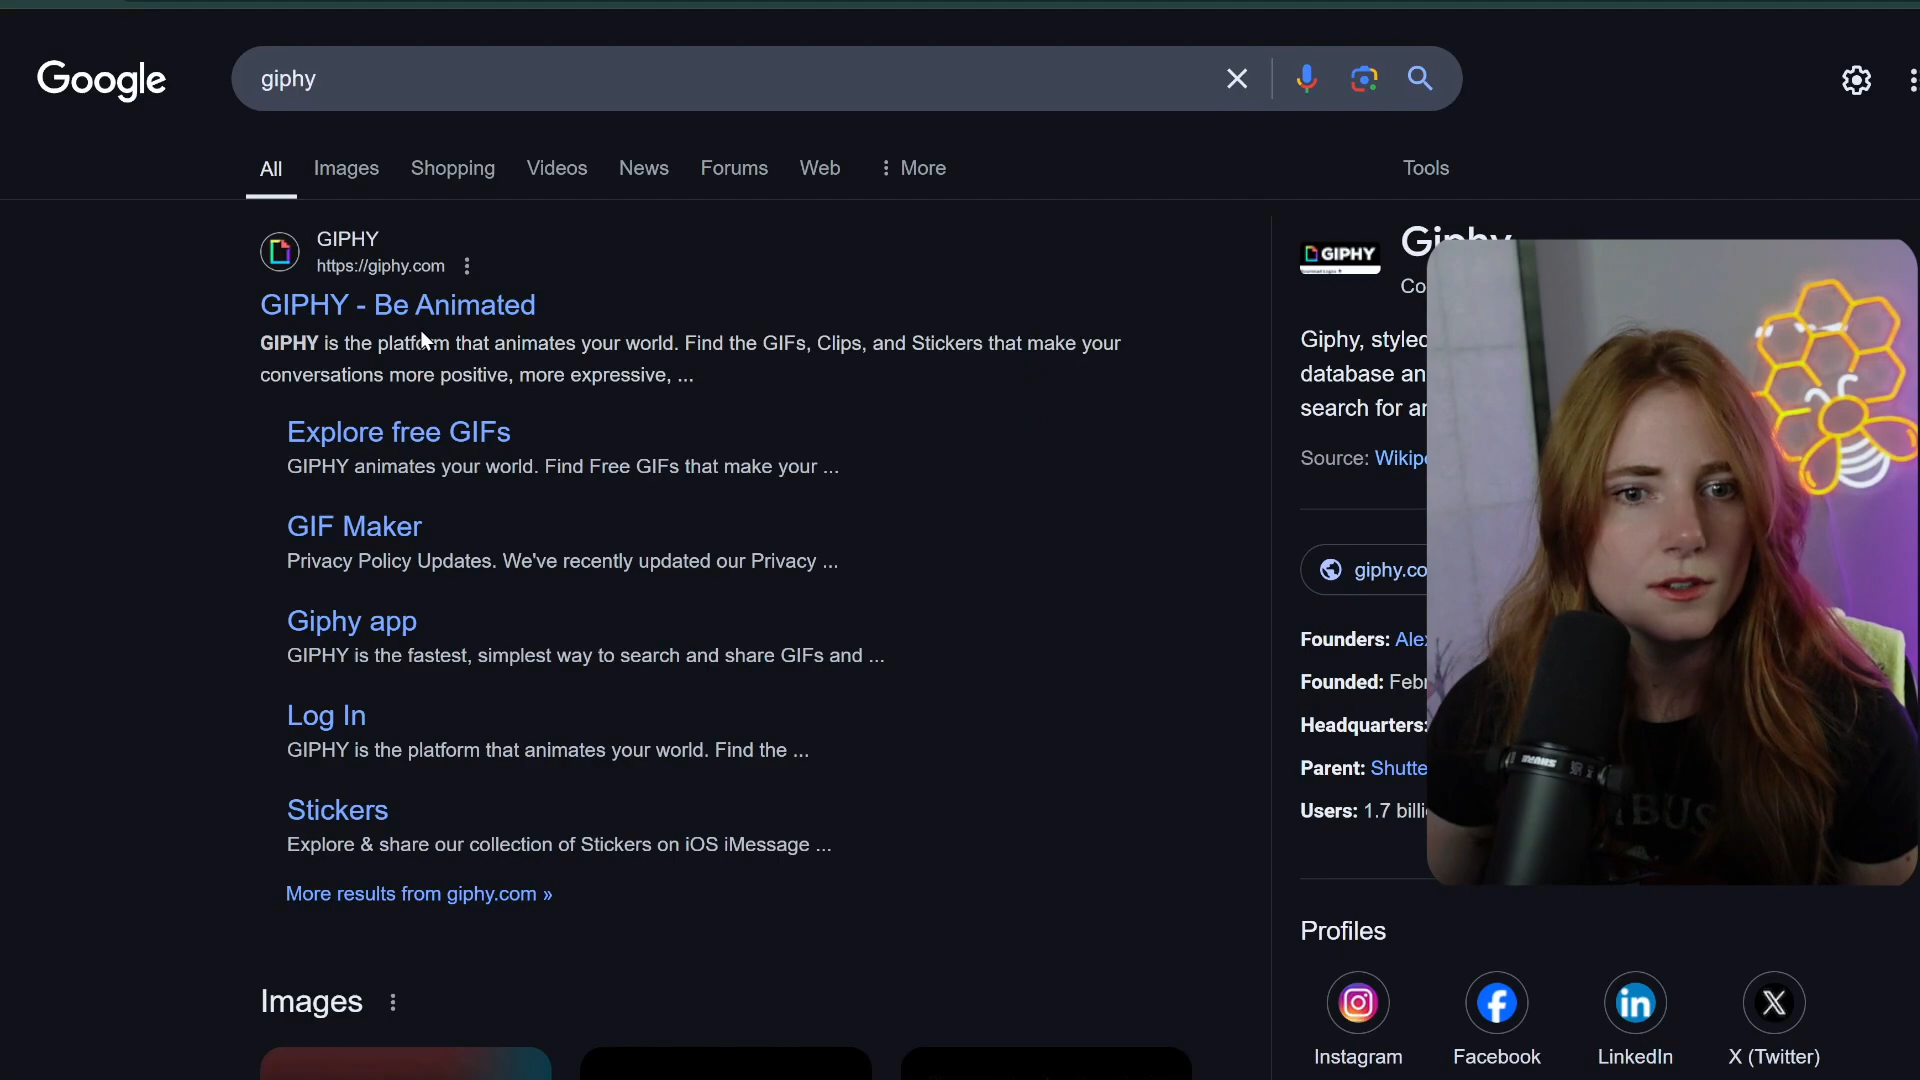 Google
giphy
All
Images
Shopping
Videos
News
Forums
Web
More
Tools
GIPHY
https://giphy.com
GIPHY - Be Animated
GIPHY is the platform that animates your world. Find the GIFs, Clips, and Stickers that make your
conversations more positive, more expressive, ...
Explore free GIFs
GIPHY animates your world. Find Free GIFs that make your ...
GIF Maker
Privacy Policy Updates. We've recently updated our Privacy ...
Giphy app
GIPHY is the fastest, simplest way to search and share GIFs and ...
Log In
GIPHY is the platform that animates your world. Find the ...
Stickers
Explore & share our collection of Stickers on iOS iMessage ...
More results from giphy.com »
Images
GIPHY
Giphy
Giphy, styled
database
search for
Source:
giphy.co
Founders:
Founded:
Headquarters:
Parent:
Users: 1.7
SHURE
Profiles
Instagram
Facebook
LinkedIn
X (Twitter)